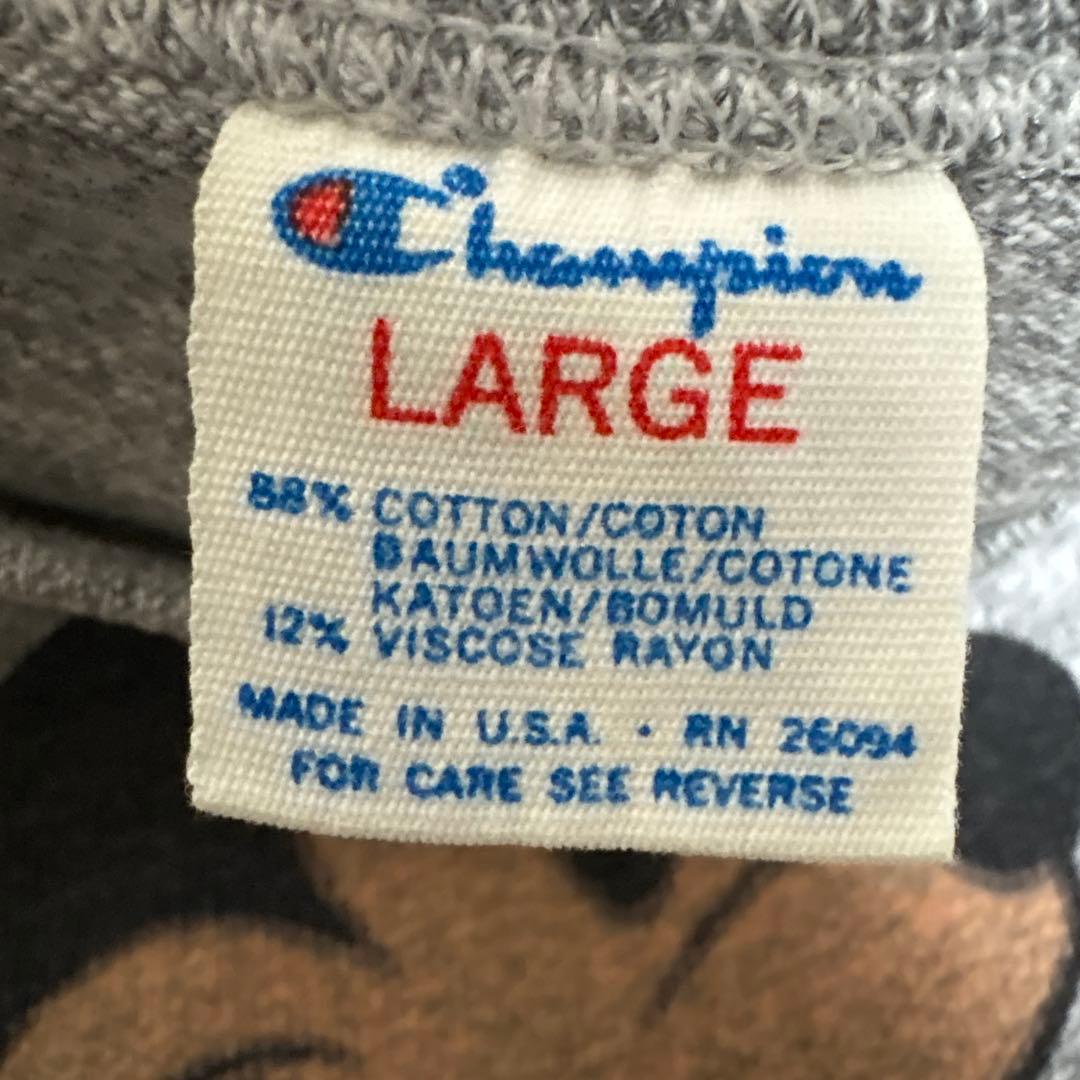 Champion
LARGE
88% COTTON/COTON
BAUMWOLLE/COTONE
KATOEN/BOMULD
12% VISCOSE RAYON
MADE IN U.S.A. • RN 26094
FOR CARE SEE REVERSE